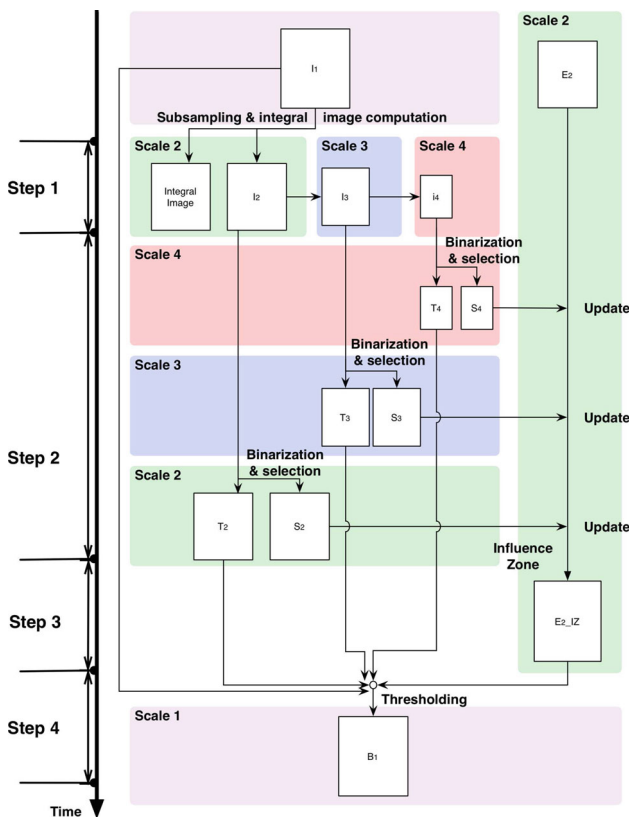 Scale 2
I1
E2
Subsampling & integral image computation
Step 1
Scale 2
Scale 3
Scale 4
Integral
Image
I2
I3
i4
Scale 4
Binarization
& selection
T4
S4
Update
Binarization
& selection
Scale 3
T3
S3
Update
Step 2
Binarization
& selection
Scale 2
T2
S2
Update
Influence
Zone
Step 3
E2_IZ
Thresholding
Scale 1
Step 4
B1
Time